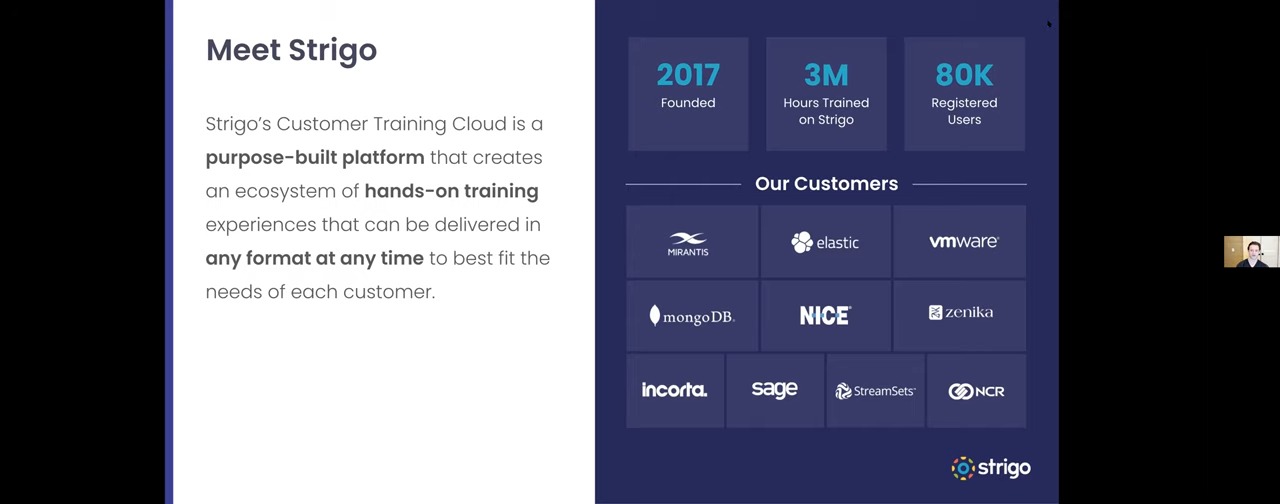 Meet Strigo
Strigo’s Customer Training Cloud is a
purpose-built platform that creates
an ecosystem of hands-on training
experiences that can be delivered in
any format at any time to best fit the
needs of each customer.
2017
Founded
3M
Hours Trained
on Strigo
80K
Registered
Users
Our Customers
MIRANTIS
elastic
vmware®
mongoDB.
NICE®
zenika
incorta.
sage
StreamSets
NCR
strigo